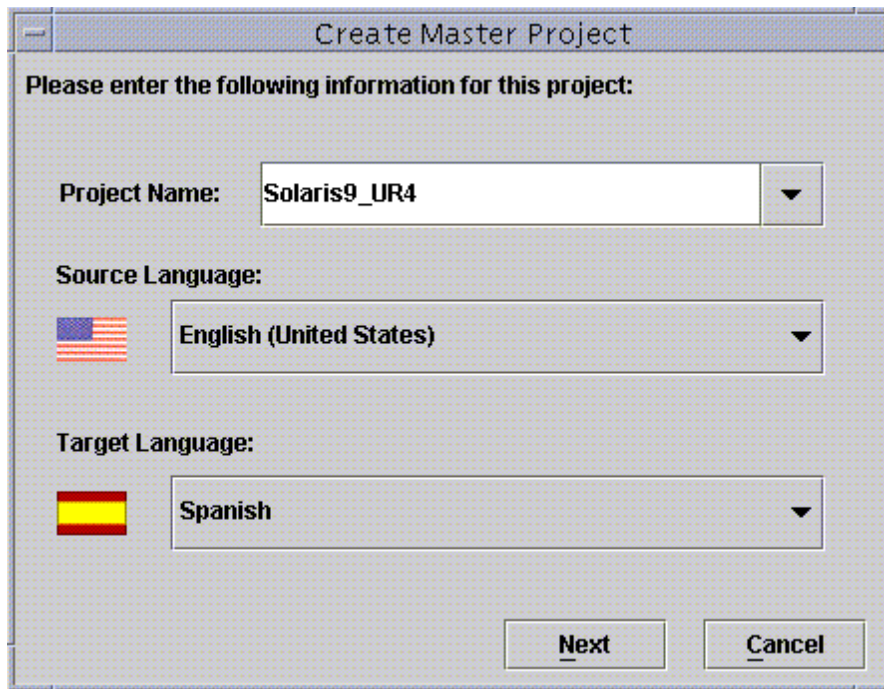 Create Master Project
Please enter the following information for this project:
Project Name: Solaris9_UR4
Source Language:
English (United States)
Target Language:
Spanish
Next Cancel